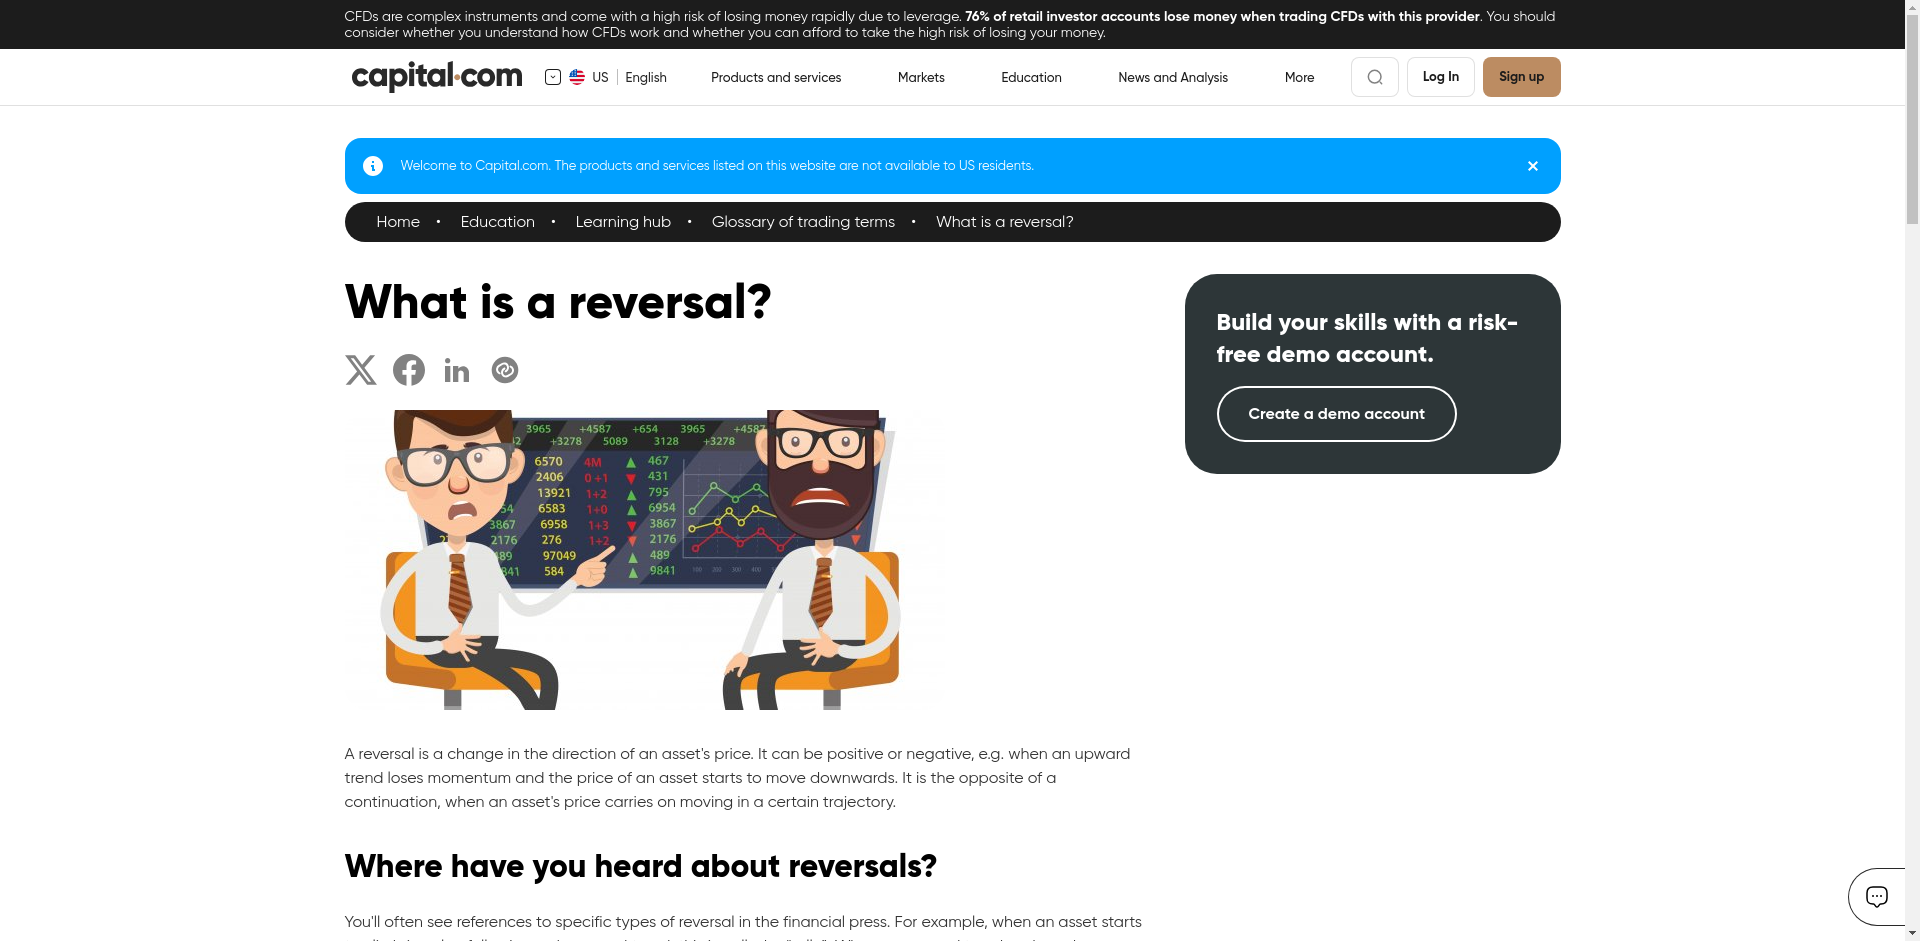 CFDs are complex instruments and come with a high risk of losing money rapidly due to leverage. 76% of retail investor accounts lose money when trading CFDs with this provider. You should
consider whether you understand how CFDs work and whether you can afford to take the high risk of losing your money.
capital.com
US English
Products and services
Markets
Education
News and Analysis
More
Log In
Sign up
Welcome to Capital.com. The products and services listed on this website are not available to US residents.
Home • Education • Learning hub • Glossary of trading terms • What is a reversal?
What is a reversal?
Build your skills with a risk-
free demo account.
Create a demo account
3965 +4587 +654 3965 +4587
+3278 5089 3128 +3278
6570 4M 467
2406 0+1 431
13921 1+2 795
6583 1+0 6954
3867 6958 1+3 3867
2176 276 1+2 2176
97049 489
584 9841
100 200 300 400
A reversal is a change in the direction of an asset's price. It can be positive or negative, e.g. when an upward
trend loses momentum and the price of an asset starts to move downwards. It is the opposite of a
continuation, when an asset's price carries on moving in a certain trajectory.
Where have you heard about reversals?
You'll often see references to specific types of reversal in the financial press. For example, when an asset starts